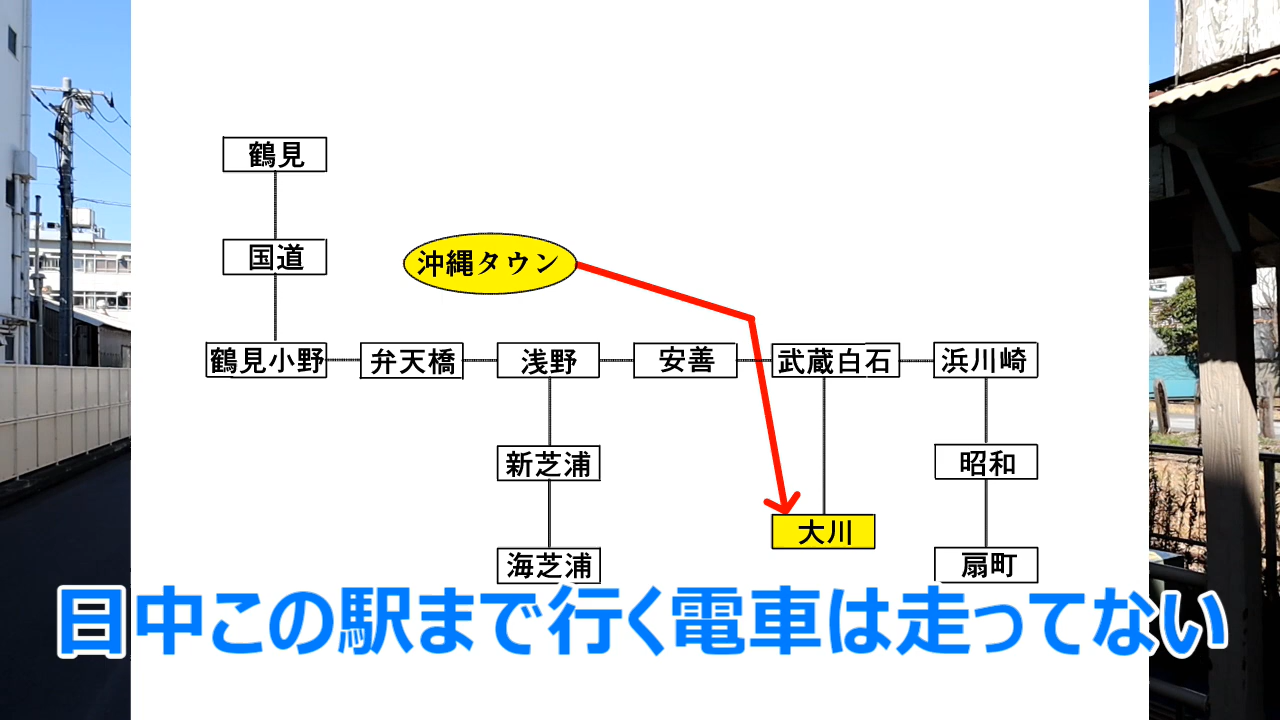 鶴見
国道
沖縄タウン
鶴見小野
弁天橋
浅野
安善
武蔵白石
浜川崎
新芝浦
昭和
大川
海芝浦
扇町
日中この駅まで行く電車は走ってない